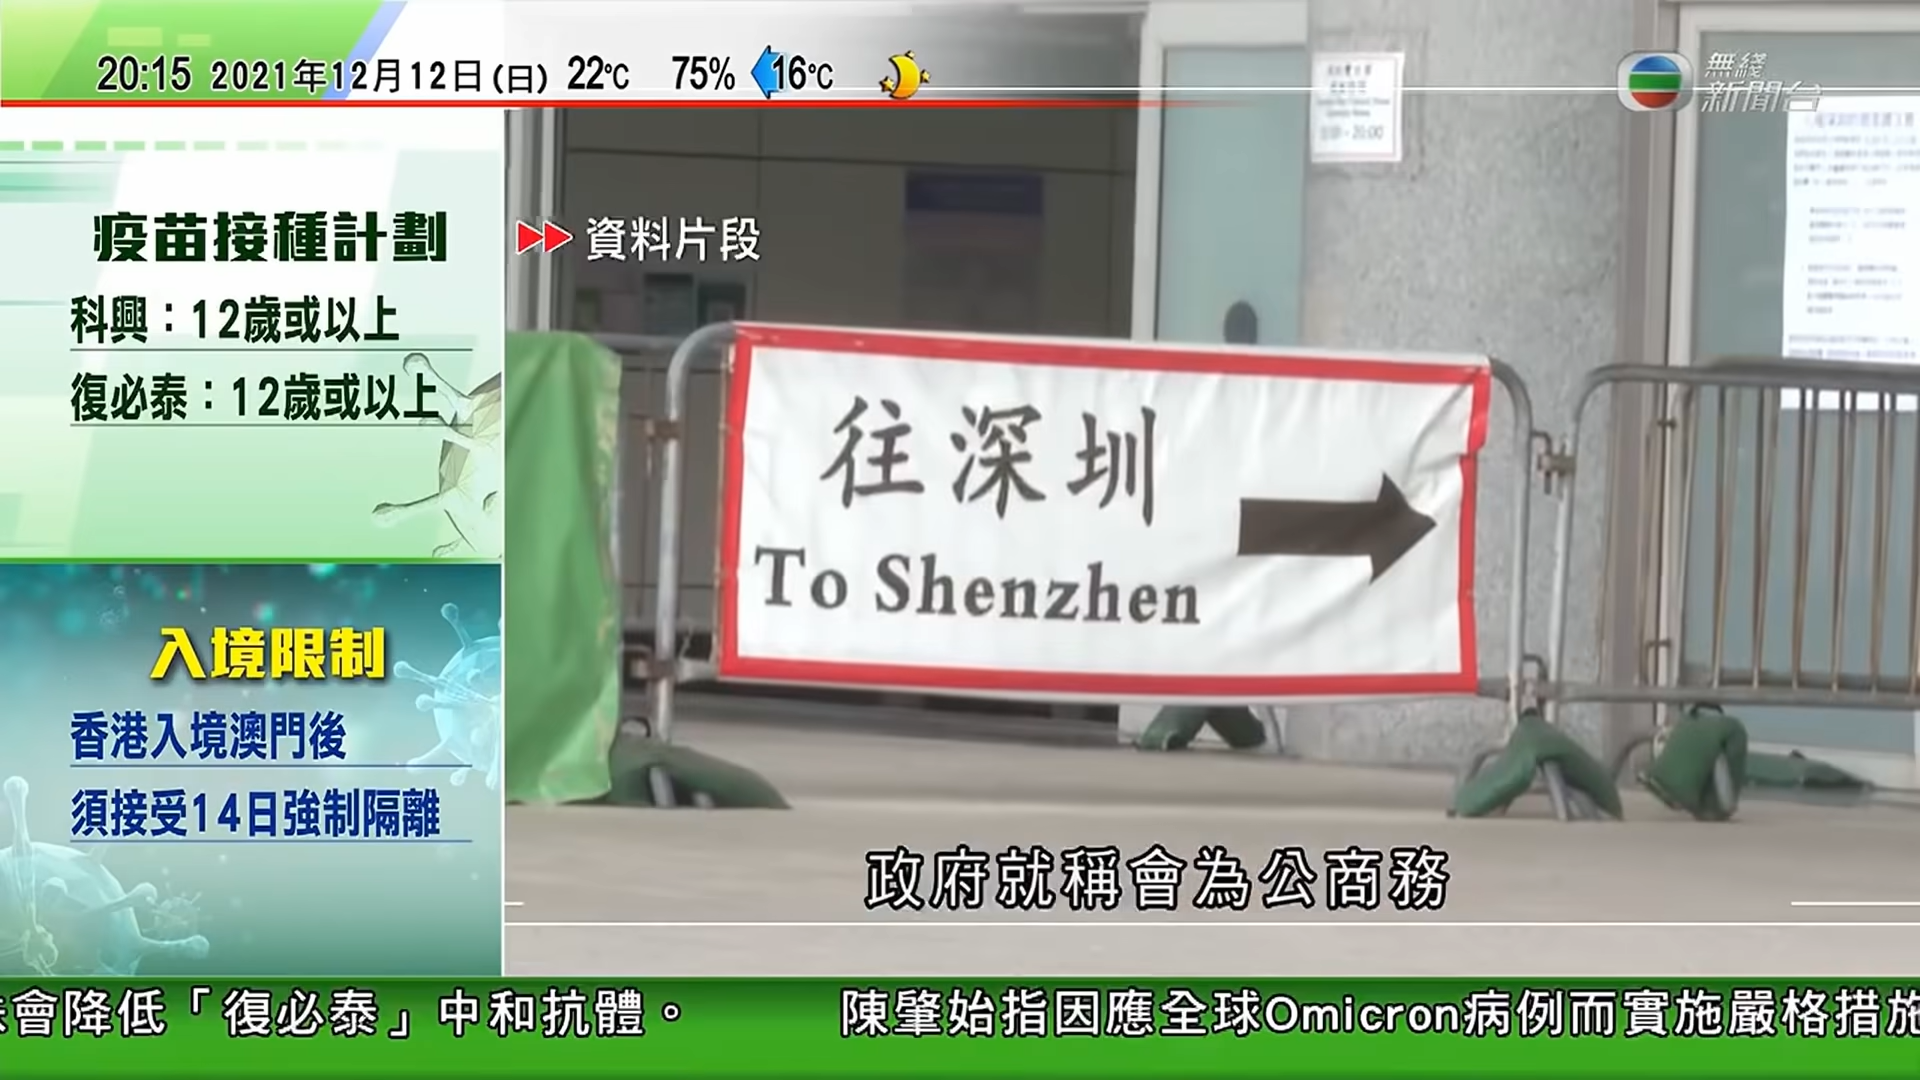 20:15 2021年12月12日(日) 22℃ 75% 16℃
無綫
新聞台
疫苗接種計劃
科興：12歲或以上
復必泰：12歲或以上
入境限制
香港入境澳門後
須接受14日強制隔離
資料片段
往深圳
To Shenzhen
政府就稱會為公商務
會降低「復必泰」中和抗體。 陳肇始指因應全球Omicron病例而實施嚴格措施